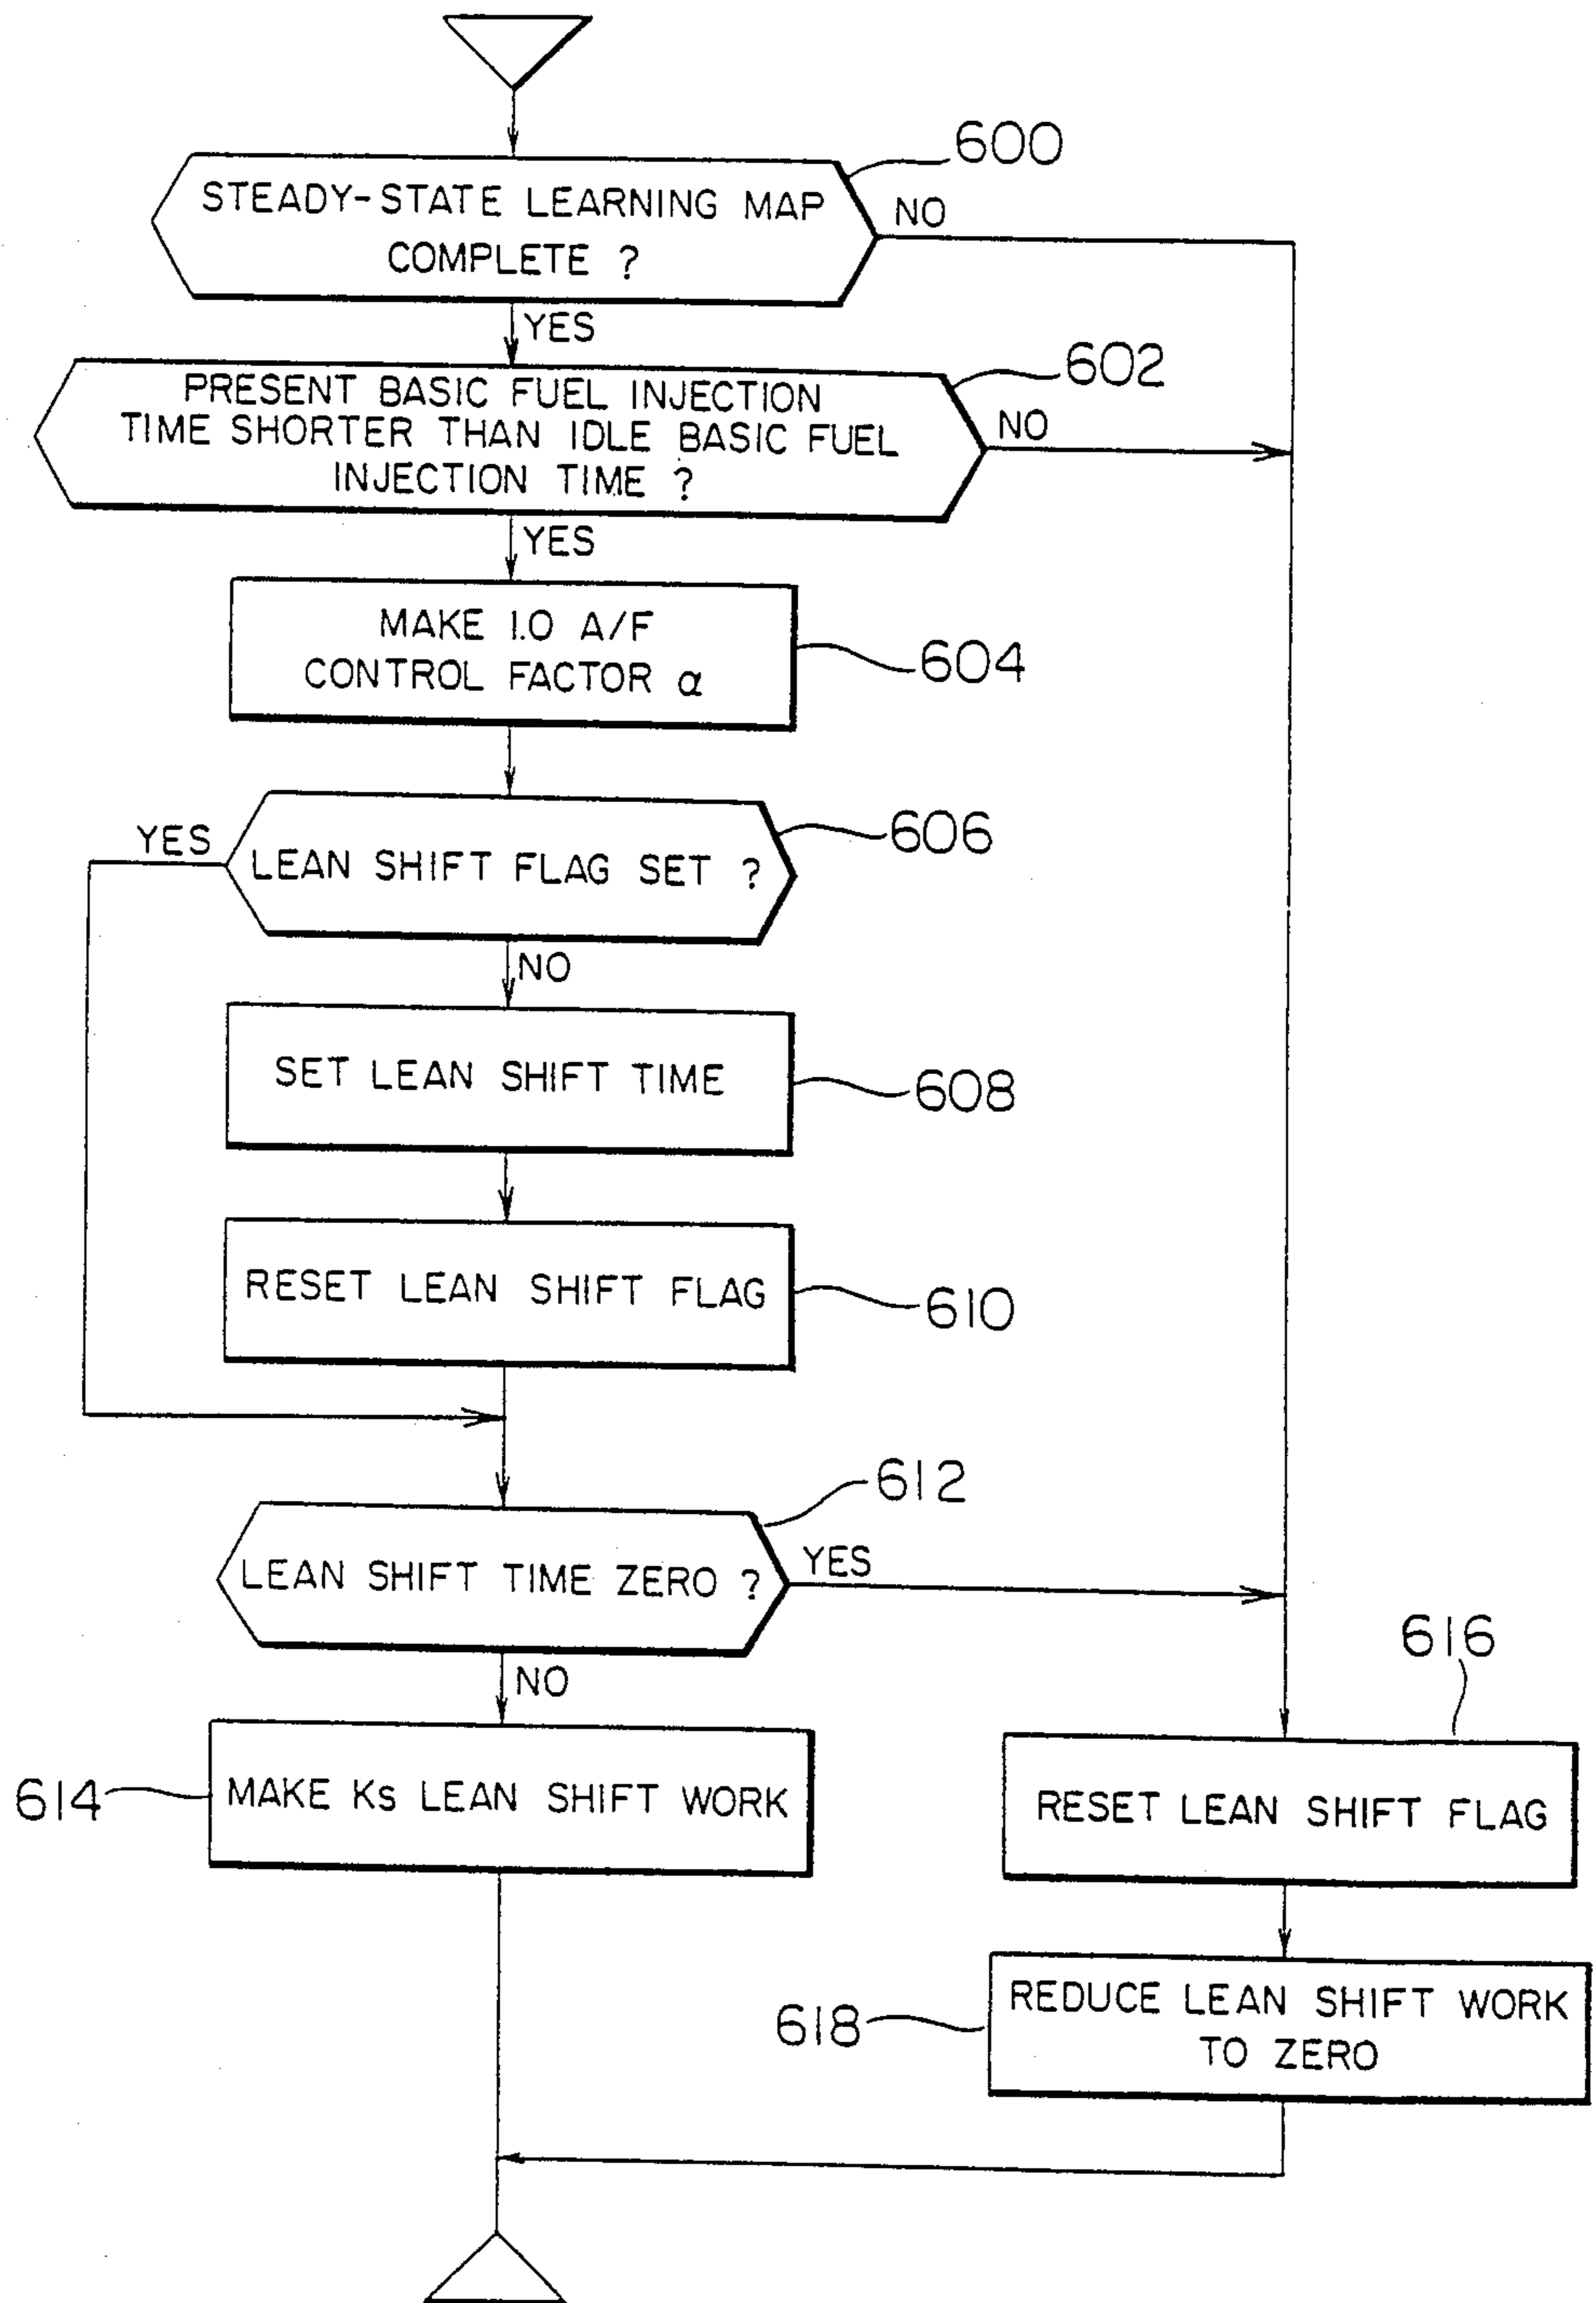 600
STEADY-STATE LEARNING MAP
COMPLETE ?
NO
YES
602
PRESENT BASIC FUEL INJECTION
TIME SHORTER THAN IDLE BASIC FUEL
INJECTION TIME ?
NO
YES
MAKE 1.0 A/F
CONTROL FACTOR α
604
606
YES
LEAN SHIFT FLAG SET ?
NO
SET LEAN SHIFT TIME
608
RESET LEAN SHIFT FLAG
610
612
LEAN SHIFT TIME ZERO ?
YES
NO
616
614
MAKE Ks LEAN SHIFT WORK
RESET LEAN SHIFT FLAG
618
REDUCE LEAN SHIFT WORK
TO ZERO